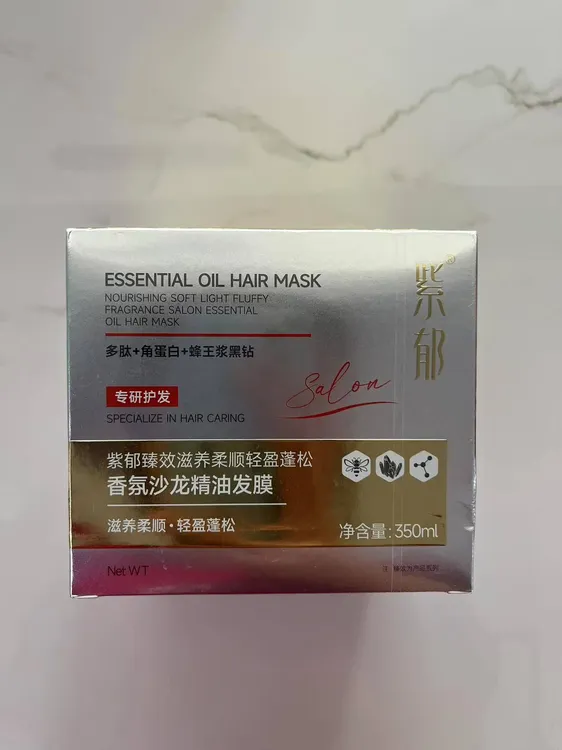 ESSENTIAL OIL HAIR MASK
NOURISHING SOFT LIGHT FLUFFY
FRAGRANCE SALON ESSENTIAL
OIL HAIR MASK
多肽+角蛋白+蜂王浆黑钻
紫郁®
Salon
专研护发
SPECIALIZE IN HAIR CARING
紫郁臻效滋养柔顺轻盈蓬松
香氛沙龙精油发膜
滋养柔顺·轻盈蓬松
净含量:350ml
Net WT